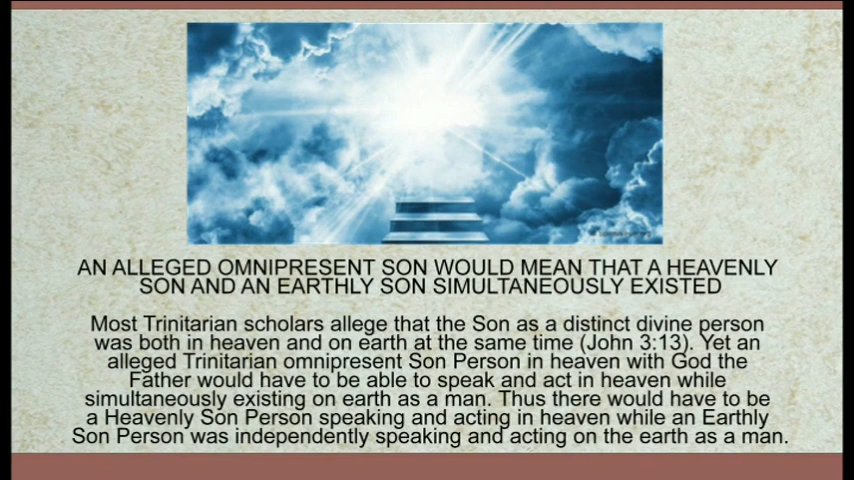 AN ALLEGED OMNIPRESENT SON WOULD MEAN THAT A HEAVENLY
SON AND AN EARTHLY SON SIMULTANEOUSLY EXISTED
Most Trinitarian scholars allege that the Son as a distinct divine person
was both in heaven and on earth at the same time (John 3:13). Yet an
alleged Trinitarian omnipresent Son Person in heaven with God the
Father would have to be able to speak and act in heaven while
simultaneously existing on earth as a man. Thus there would have to be
a Heavenly Son Person speaking and acting in heaven while an Earthly
Son Person was independently speaking and acting on the earth as a man.